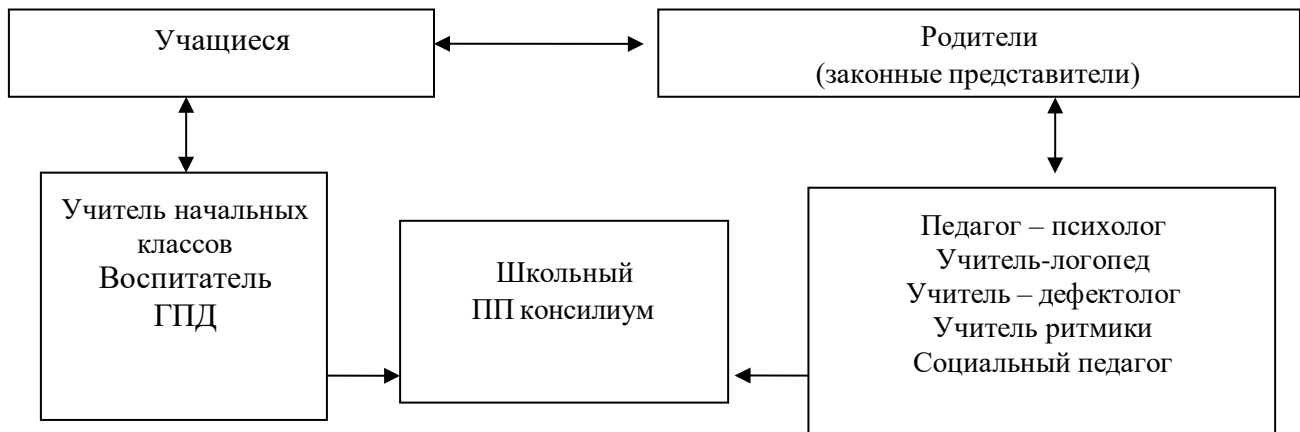 Учащиеся
Родители
(законные представители)
Учитель начальных
классов
Воспитатель
ГПД
Школьный
ПП консилиум
Педагог – психолог
Учитель-логопед
Учитель – дефектолог
Учитель ритмики
Социальный педагог